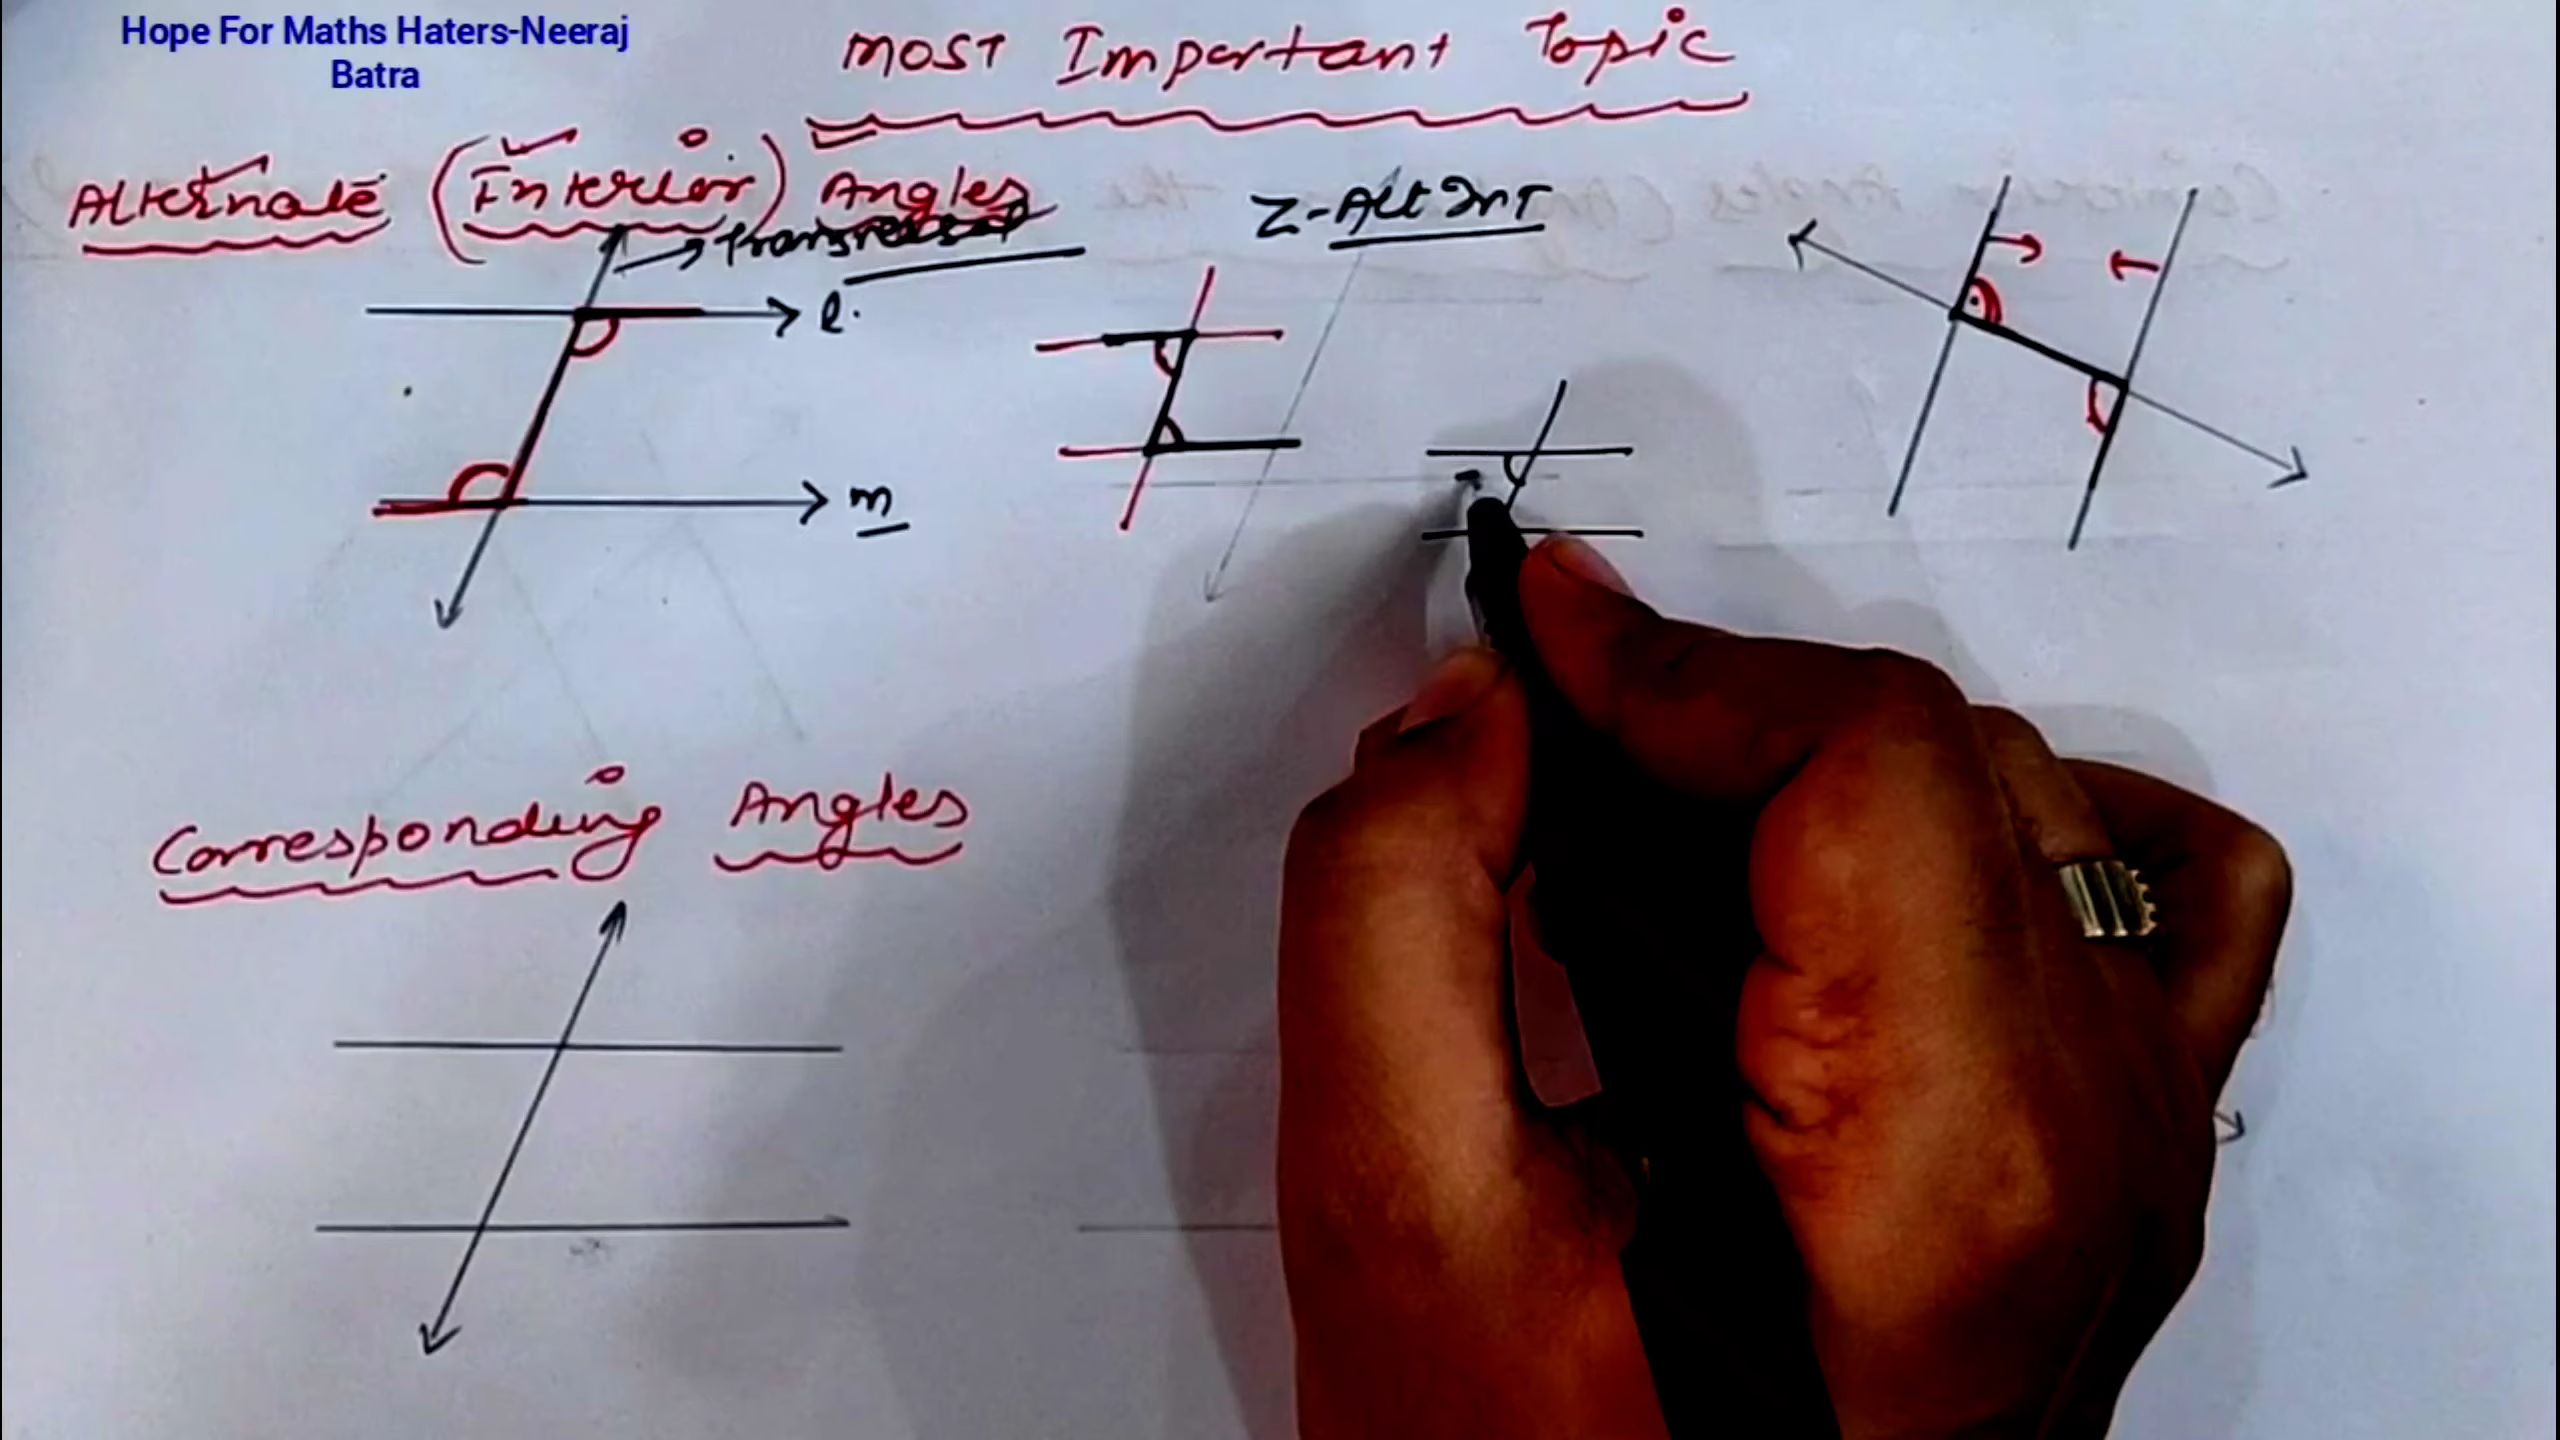 Hope For Maths Haters-Neeraj
Batra
MOST Important Topic
Alternate (Interior) Angles
Transversal
Z-Alt Int
l.
m
Corresponding Angles